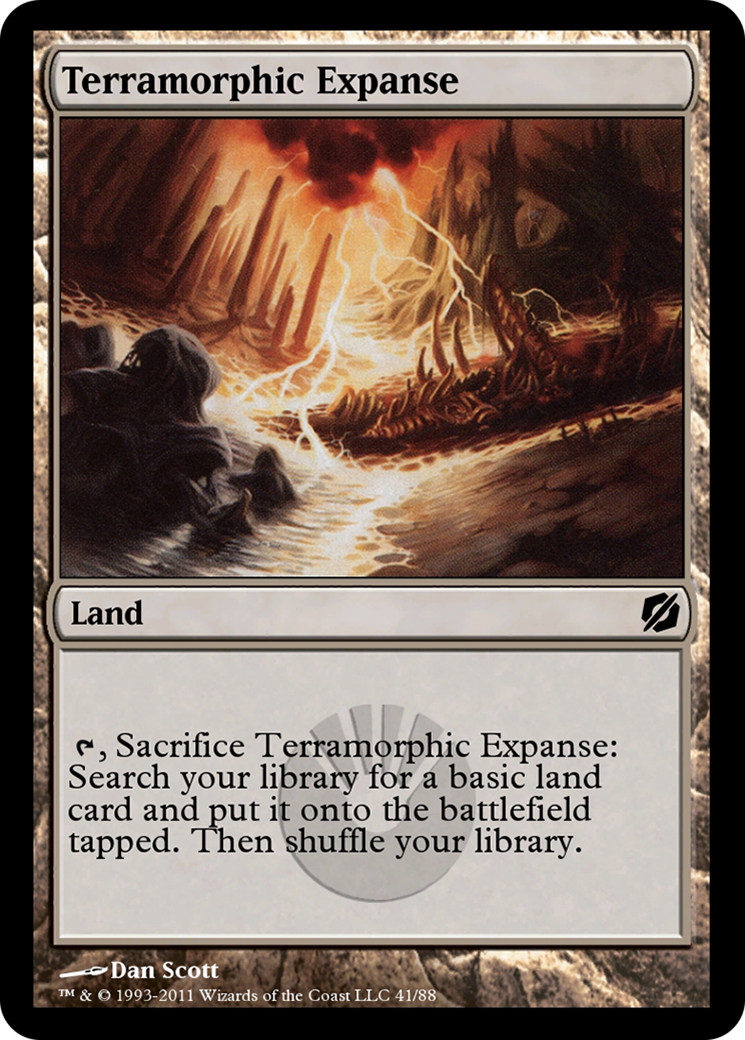 Terramorphic Expanse
Land
, Sacrifice Terramorphic Expanse:
Search your library for a basic land
card and put it onto the battlefield
tapped. Then shuffle your library.
Dan Scott
™ & © 1993-2011 Wizards of the Coast LLC 41/88